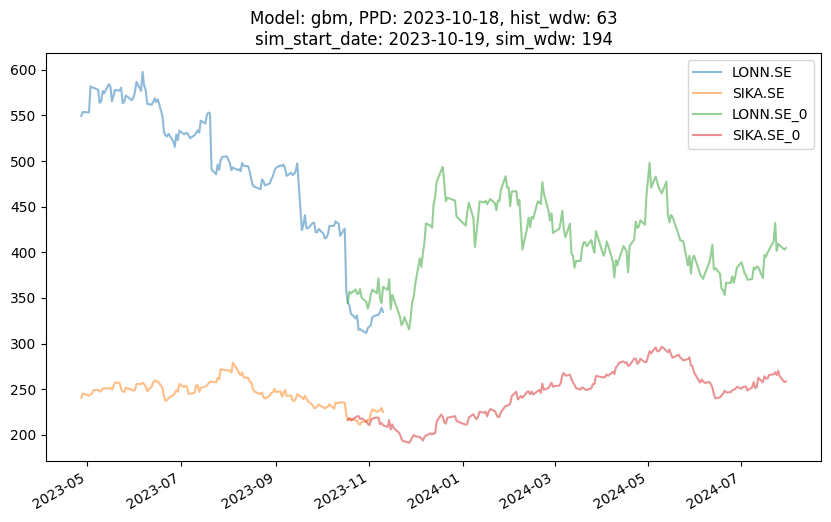 Model: gbm, PPD: 2023-10-18, hist_wdw: 63
sim_start_date: 2023-10-19, sim_wdw: 194
LONN.SE
SIKA.SE
LONN.SE_0
SIKA.SE_0
600
550
500
450
400
350
300
250
200
2023-05
2023-07
2023-09
2023-11
2024-01
2024-03
2024-05
2024-07